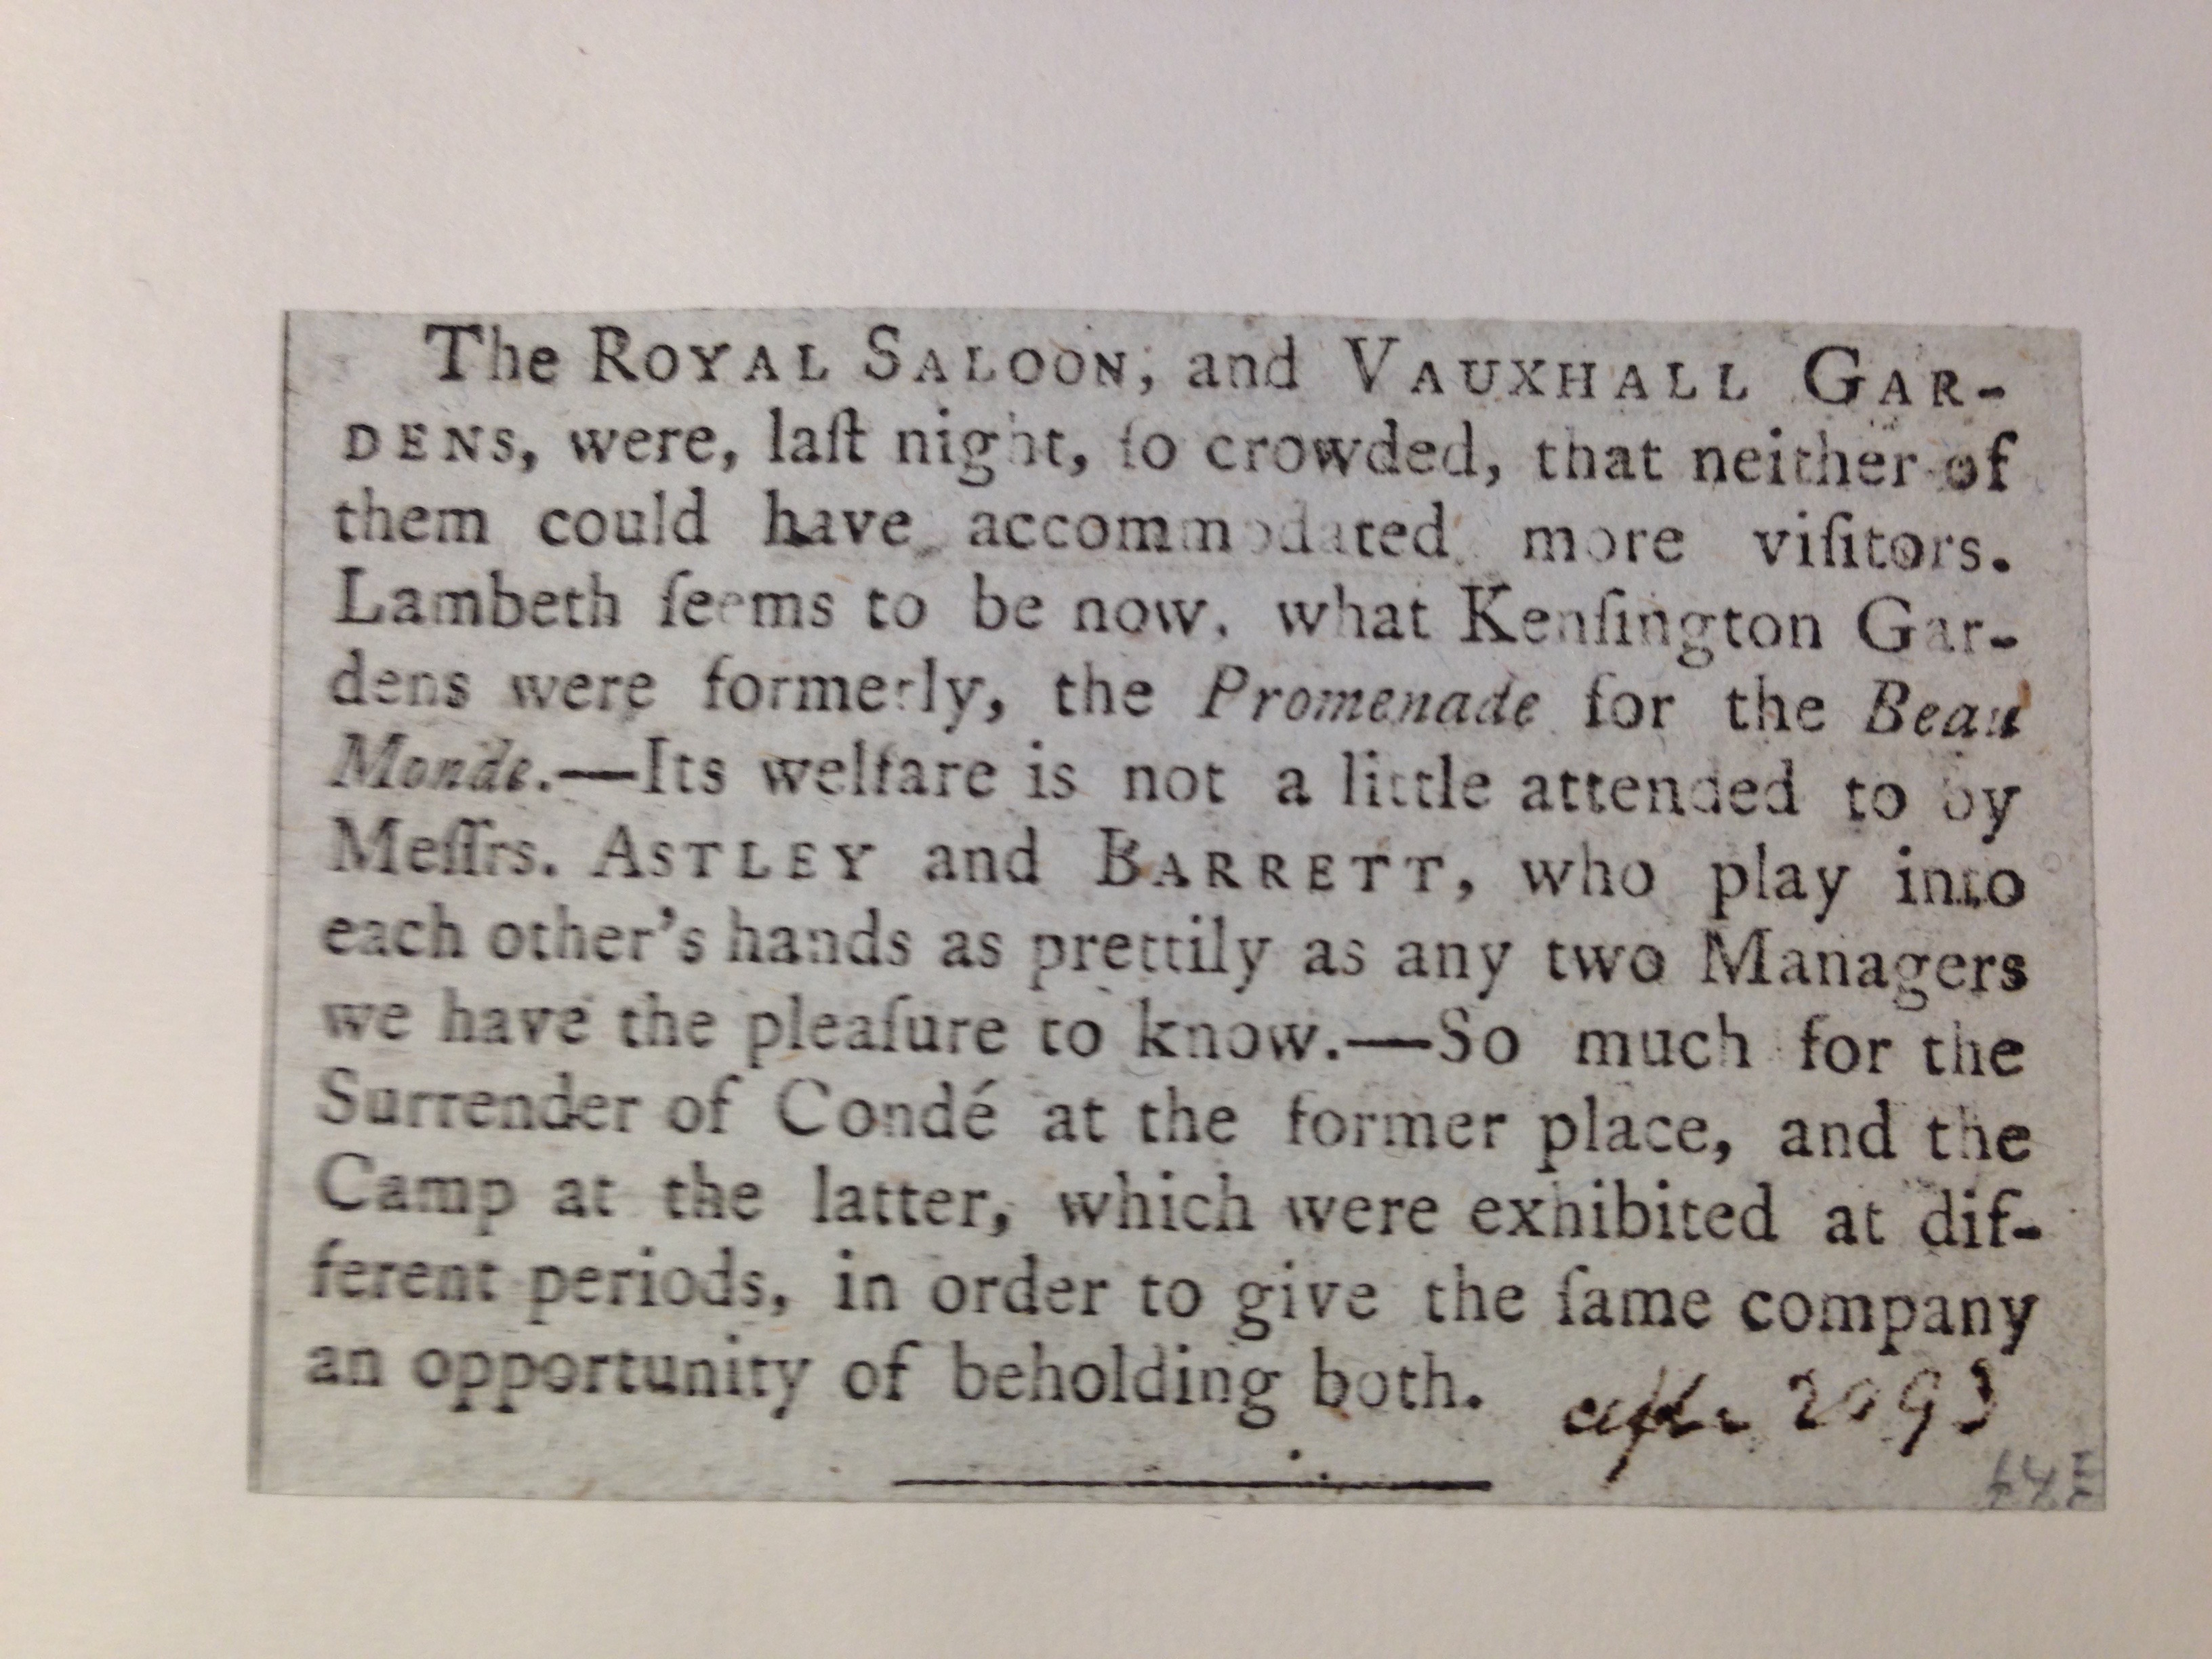 The ROYAL SALOON, and VAUXHALL GAR-
DENS, were, laſt night, ſo crowded, that neither of
them could have accommodated more viſitors.
Lambeth ſeems to be now, what Kenſington Gar-
dens were formerly, the Promenade for the Beau
Monde.—Its welfare is not a little attended to by
Meſſrs. ASTLEY and BARRETT, who play into
each other's hands as prettily as any two Managers
we have the pleaſure to know.—So much for the
Surrender of Condé at the former place, and the
Camp at the latter, which were exhibited at dif-
ferent periods, in order to give the ſame company
an opportunity of beholding both.
93